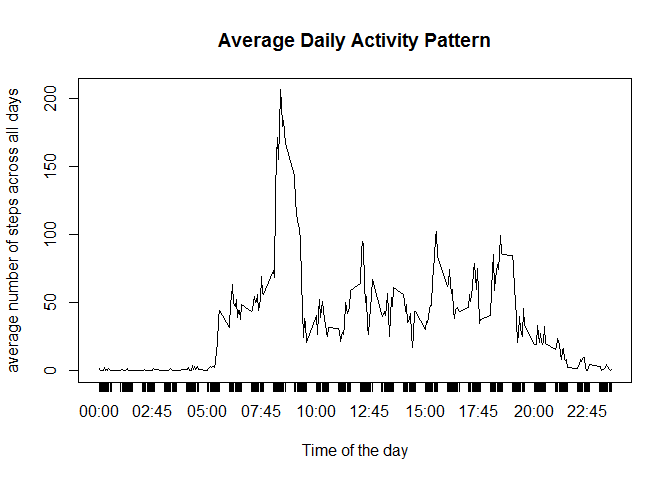 Average Daily Activity Pattern
average number of steps across all days
200
150
100
50
0
00:00 02:45 05:00 07:45 10:00 12:45 15:00 17:45 20:00 22:45
Time of the day